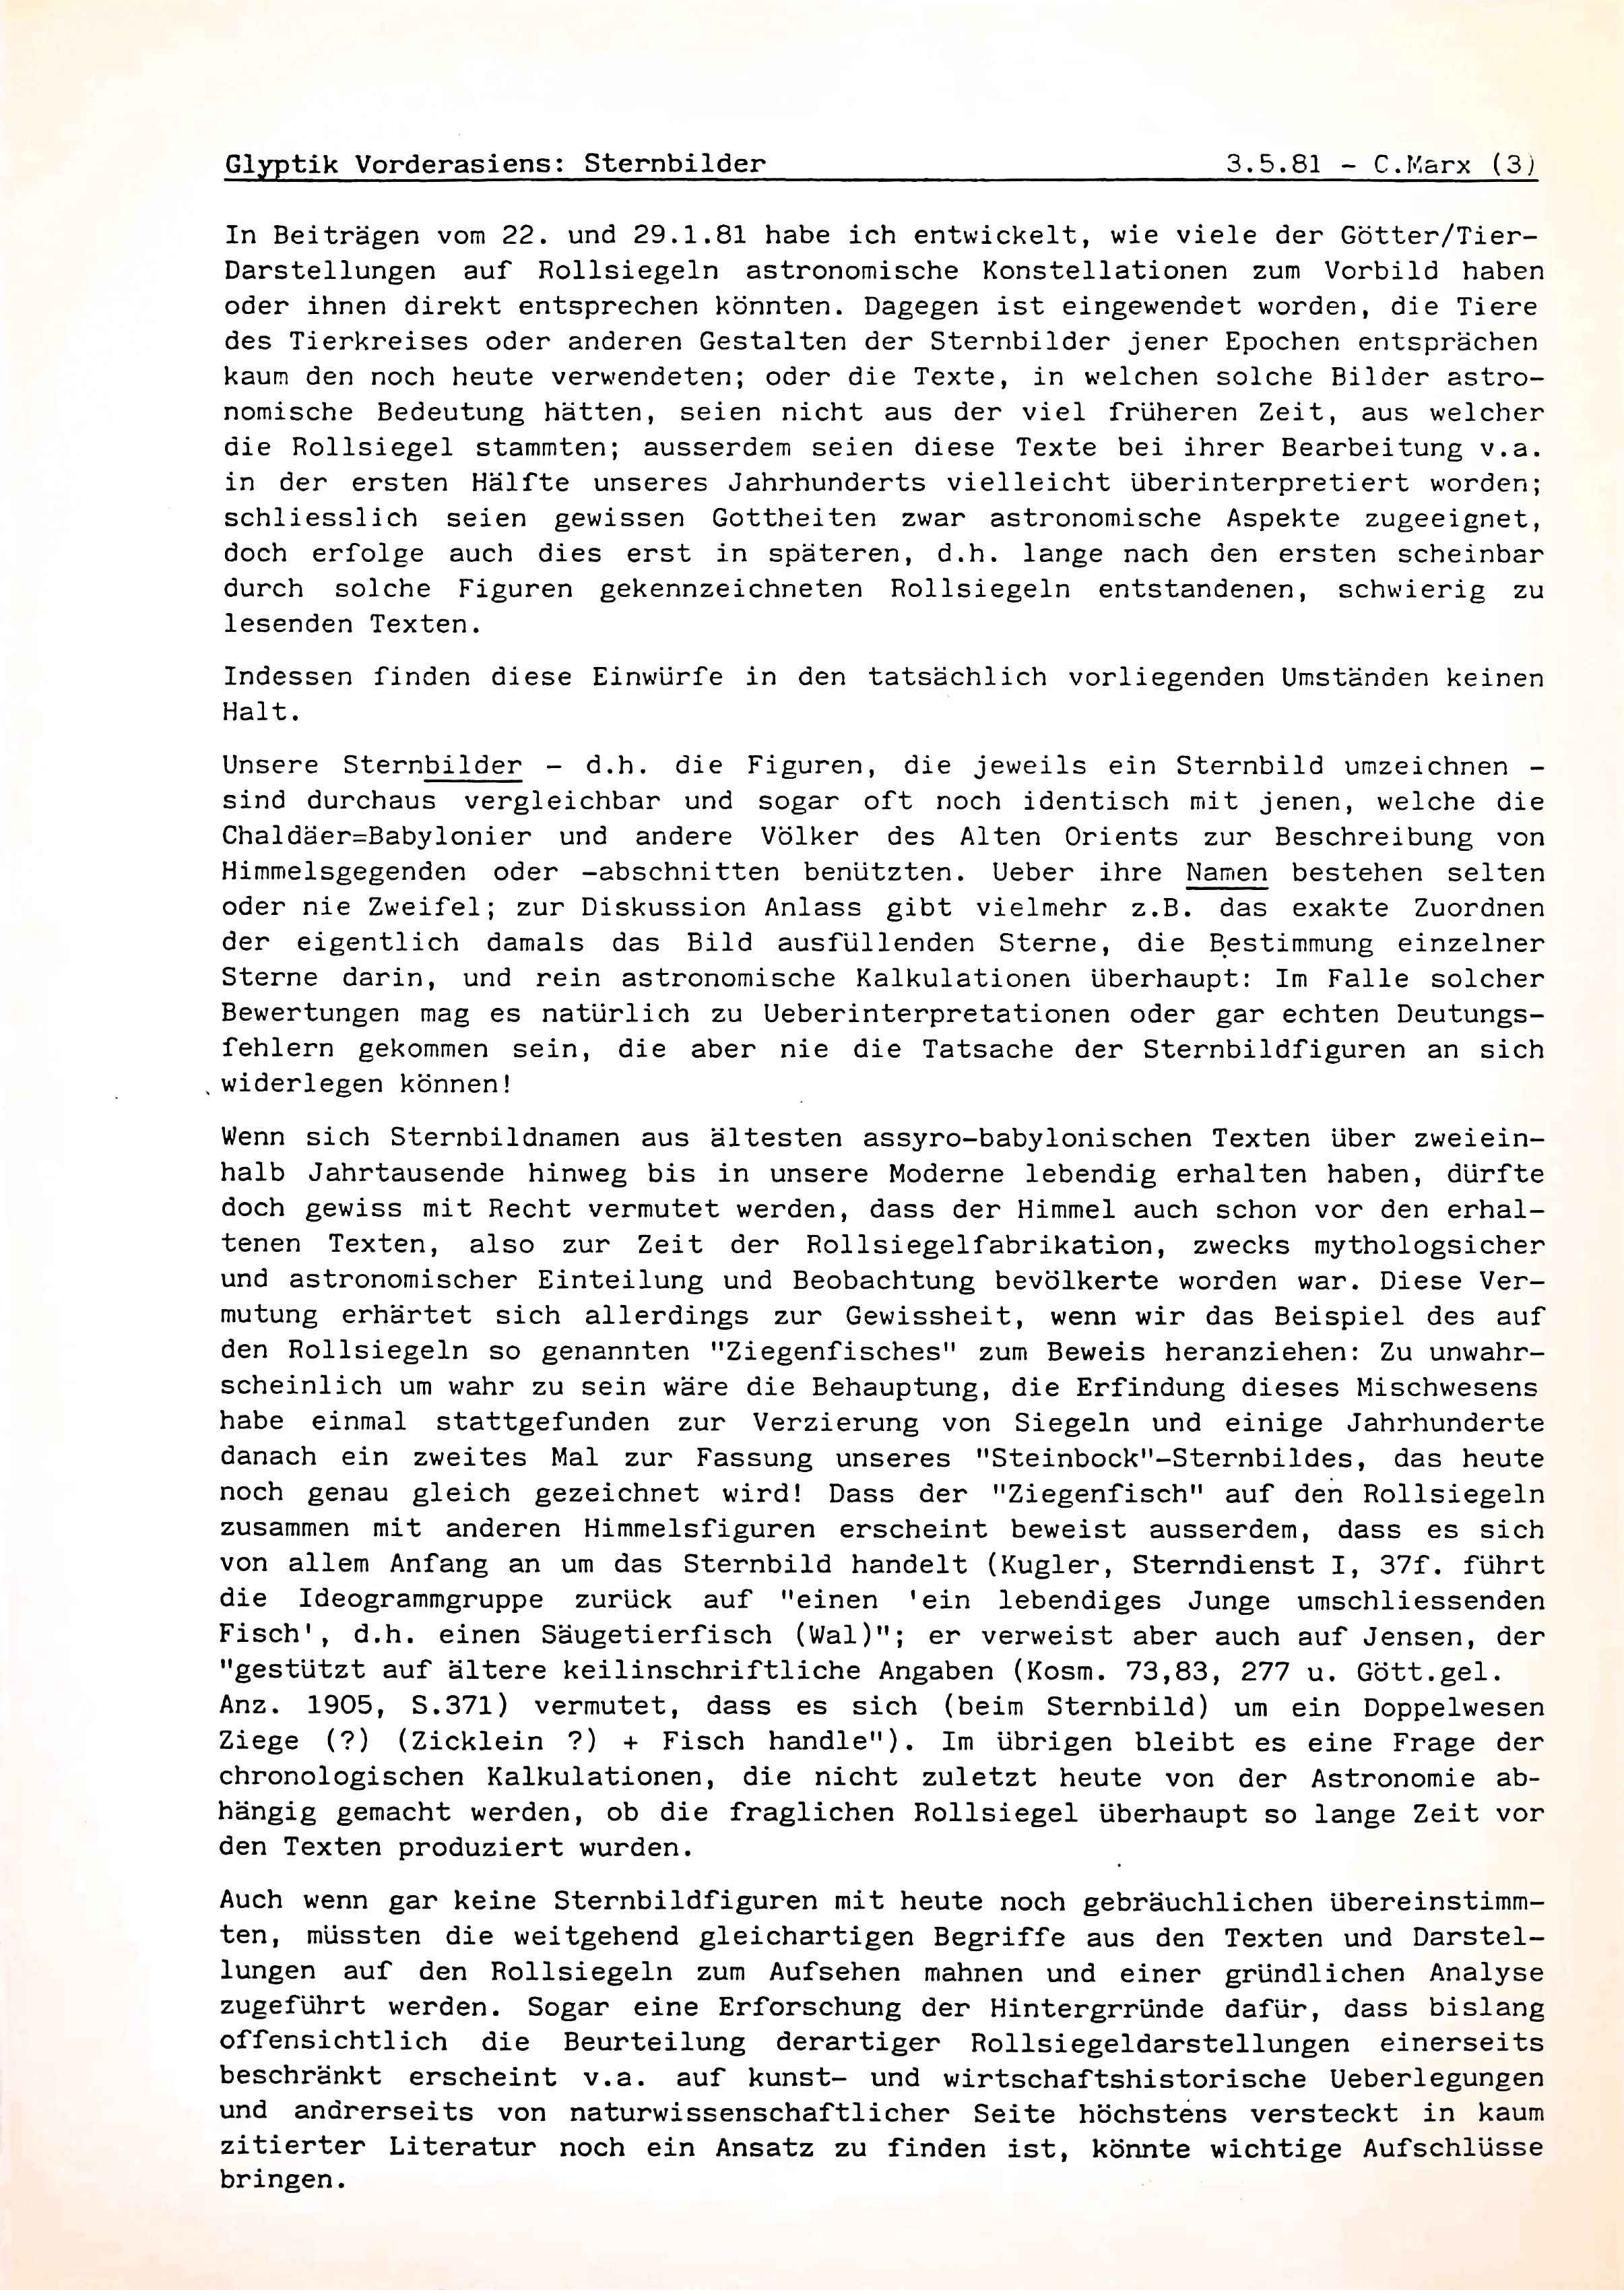 Glyptik Vorderasiens: Sternbilder 3.5.81 - C.Marx (3)
In Beiträgen vom 22. und 29.1.81 habe ich entwickelt, wie viele der Götter/Tier-
Darstellungen auf Rollsiegeln astronomische Konstellationen zum Vorbild haben
oder ihnen direkt entsprechen könnten. Dagegen ist eingewendet worden, die Tiere
des Tierkreises oder anderen Gestalten der Sternbilder jener Epochen entsprächen
kaum den noch heute verwendeten; oder die Texte, in welchen solche Bilder astro-
nomische Bedeutung hätten, seien nicht aus der viel früheren Zeit, aus welcher
die Rollsiegel stammten; ausserdem seien diese Texte bei ihrer Bearbeitung v.a.
in der ersten Hälfte unseres Jahrhunderts vielleicht überinterpretiert worden;
schliesslich seien gewissen Gottheiten zwar astronomische Aspekte zugeeignet,
doch erfolge auch dies erst in späteren, d.h. lange nach den ersten scheinbar
durch solche Figuren gekennzeichneten Rollsiegeln entstandenen, schwierig zu
lesenden Texten.
Indessen finden diese Einwürfe in den tatsächlich vorliegenden Umständen keinen
Halt.
Unsere Sternbilder - d.h. die Figuren, die jeweils ein Sternbild umzeichnen -
sind durchaus vergleichbar und sogar oft noch identisch mit jenen, welche die
Chaldäer=Babylonier und andere Völker des Alten Orients zur Beschreibung von
Himmelsgegenden oder -abschnitten benützten. Ueber ihre Namen bestehen selten
oder nie Zweifel; zur Diskussion Anlass gibt vielmehr z.B. das exakte Zuordnen
der eigentlich damals das Bild ausfüllenden Sterne, die Bestimmung einzelner
Sterne darin, und rein astronomische Kalkulationen überhaupt: Im Falle solcher
Bewertungen mag es natürlich zu Ueberinterpretationen oder gar echten Deutungs-
fehlern gekommen sein, die aber nie die Tatsache der Sternbildfiguren an sich
widerlegen können!
Wenn sich Sternbildnamen aus ältesten assyro-babylonischen Texten über zweiein-
halb Jahrtausende hinweg bis in unsere Moderne lebendig erhalten haben, dürfte
doch gewiss mit Recht vermutet werden, dass der Himmel auch schon vor den erhal-
tenen Texten, also zur Zeit der Rollsiegelfabrikation, zwecks mythologsicher
und astronomischer Einteilung und Beobachtung bevölkerte worden war. Diese Ver-
mutung erhärtet sich allerdings zur Gewissheit, wenn wir das Beispiel des auf
den Rollsiegeln so genannten "Ziegenfisches" zum Beweis heranziehen: Zu unwahr-
scheinlich um wahr zu sein wäre die Behauptung, die Erfindung dieses Mischwesens
habe einmal stattgefunden zur Verzierung von Siegeln und einige Jahrhunderte
danach ein zweites Mal zur Fassung unseres "Steinbock"-Sternbildes, das heute
noch genau gleich gezeichnet wird! Dass der "Ziegenfisch" auf den Rollsiegeln
zusammen mit anderen Himmelsfiguren erscheint beweist ausserdem, dass es sich
von allem Anfang an um das Sternbild handelt (Kugler, Sterndienst I, 37f. führt
die Ideogrammgruppe zurück auf "einen 'ein lebendiges Junge umschliessenden
Fisch', d.h. einen Säugetierfisch (Wal)"; er verweist aber auch auf Jensen, der
"gestützt auf ältere keilinschriftliche Angaben (Kosm. 73,83, 277 u. Gött.gel.
Anz. 1905, S.371) vermutet, dass es sich (beim Sternbild) um ein Doppelwesen
Ziege (?) (Zicklein ?) + Fisch handle"). Im übrigen bleibt es eine Frage der
chronologischen Kalkulationen, die nicht zuletzt heute von der Astronomie ab-
hängig gemacht werden, ob die fraglichen Rollsiegel überhaupt so lange Zeit vor
den Texten produziert wurden.
Auch wenn gar keine Sternbildfiguren mit heute noch gebräuchlichen übereinstimm-
ten, müssten die weitgehend gleichartigen Begriffe aus den Texten und Darstel-
lungen auf den Rollsiegeln zum Aufsehen mahnen und einer gründlichen Analyse
zugeführt werden. Sogar eine Erforschung der Hintergrründe dafür, dass bislang
offensichtlich die Beurteilung derartiger Rollsiegeldarstellungen einerseits
beschränkt erscheint v.a. auf kunst- und wirtschaftshistorische Ueberlegungen
und andrerseits von naturwissenschaftlicher Seite höchstens versteckt in kaum
zitierter Literatur noch ein Ansatz zu finden ist, könnte wichtige Aufschlüsse
bringen.